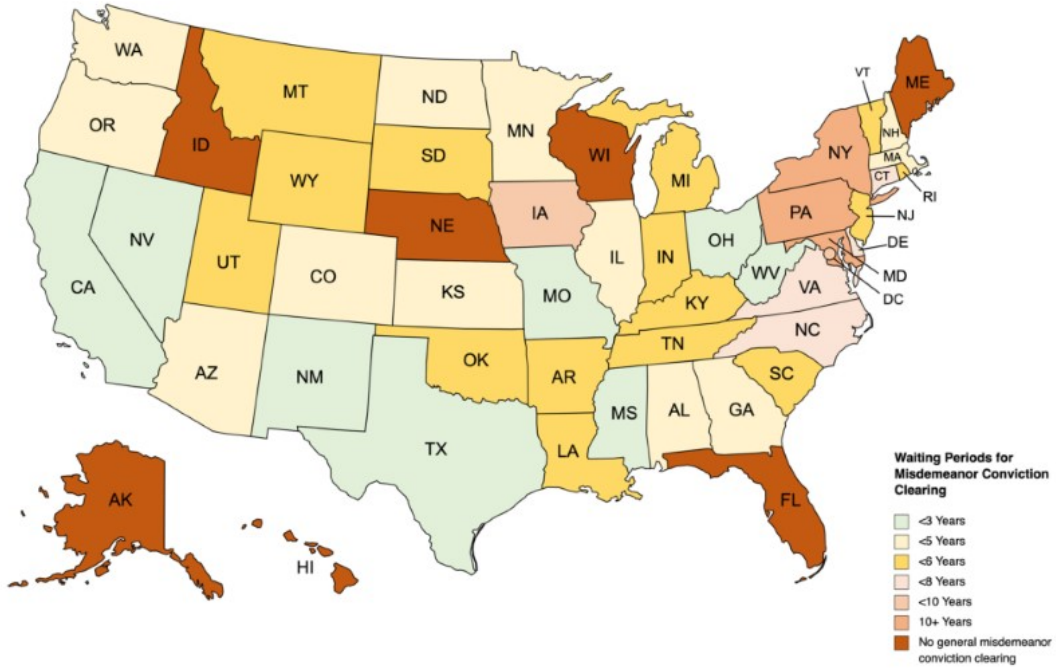 WA
MT
ND
MN
VT
ME
OR
ID
SD
WI
NH
NY
MA
WY
MI
CT
RI
NE
IA
PA
NJ
NV
UT
CO
IL
IN
OH
DE
WV
MD
CA
KS
MO
VA
DC
KY
NC
AZ
NM
OK
AR
TN
SC
TX
MS
AL
GA
LA
AK
FL
HI
Waiting Periods for
Misdemeanor Conviction
Clearing
<3 Years
<5 Years
<6 Years
<8 Years
<10 Years
10+ Years
No general misdemeanor
conviction clearing